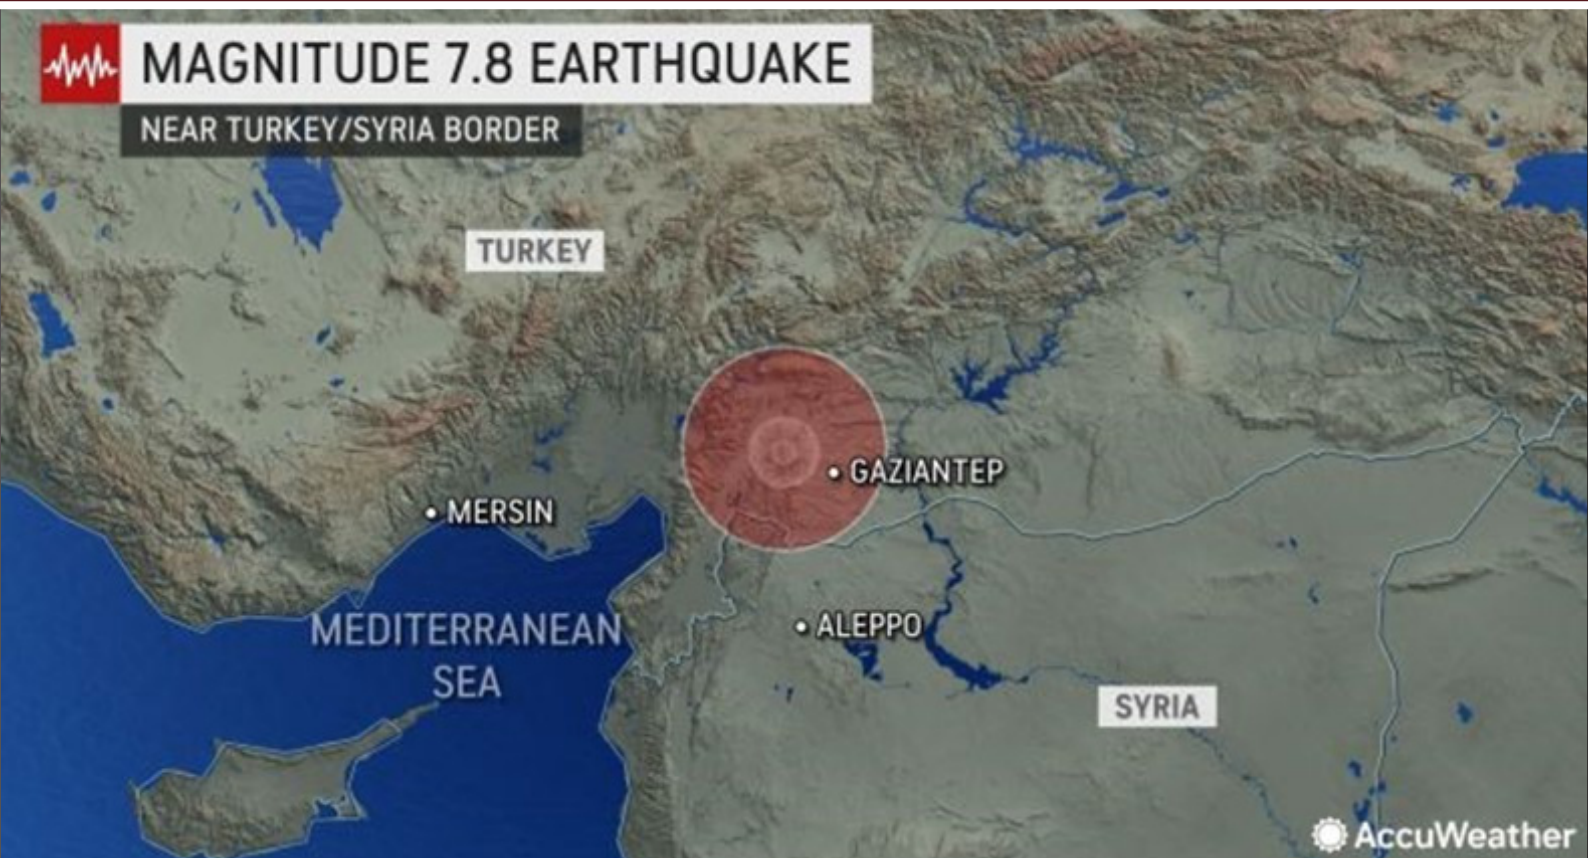 MAGNITUDE 7.8 EARTHQUAKE
NEAR TURKEY/SYRIA BORDER
TURKEY
GAZIANTEP
MERSIN
ALEPPO
MEDITERRANEAN
SEA
SYRIA
AccuWeather